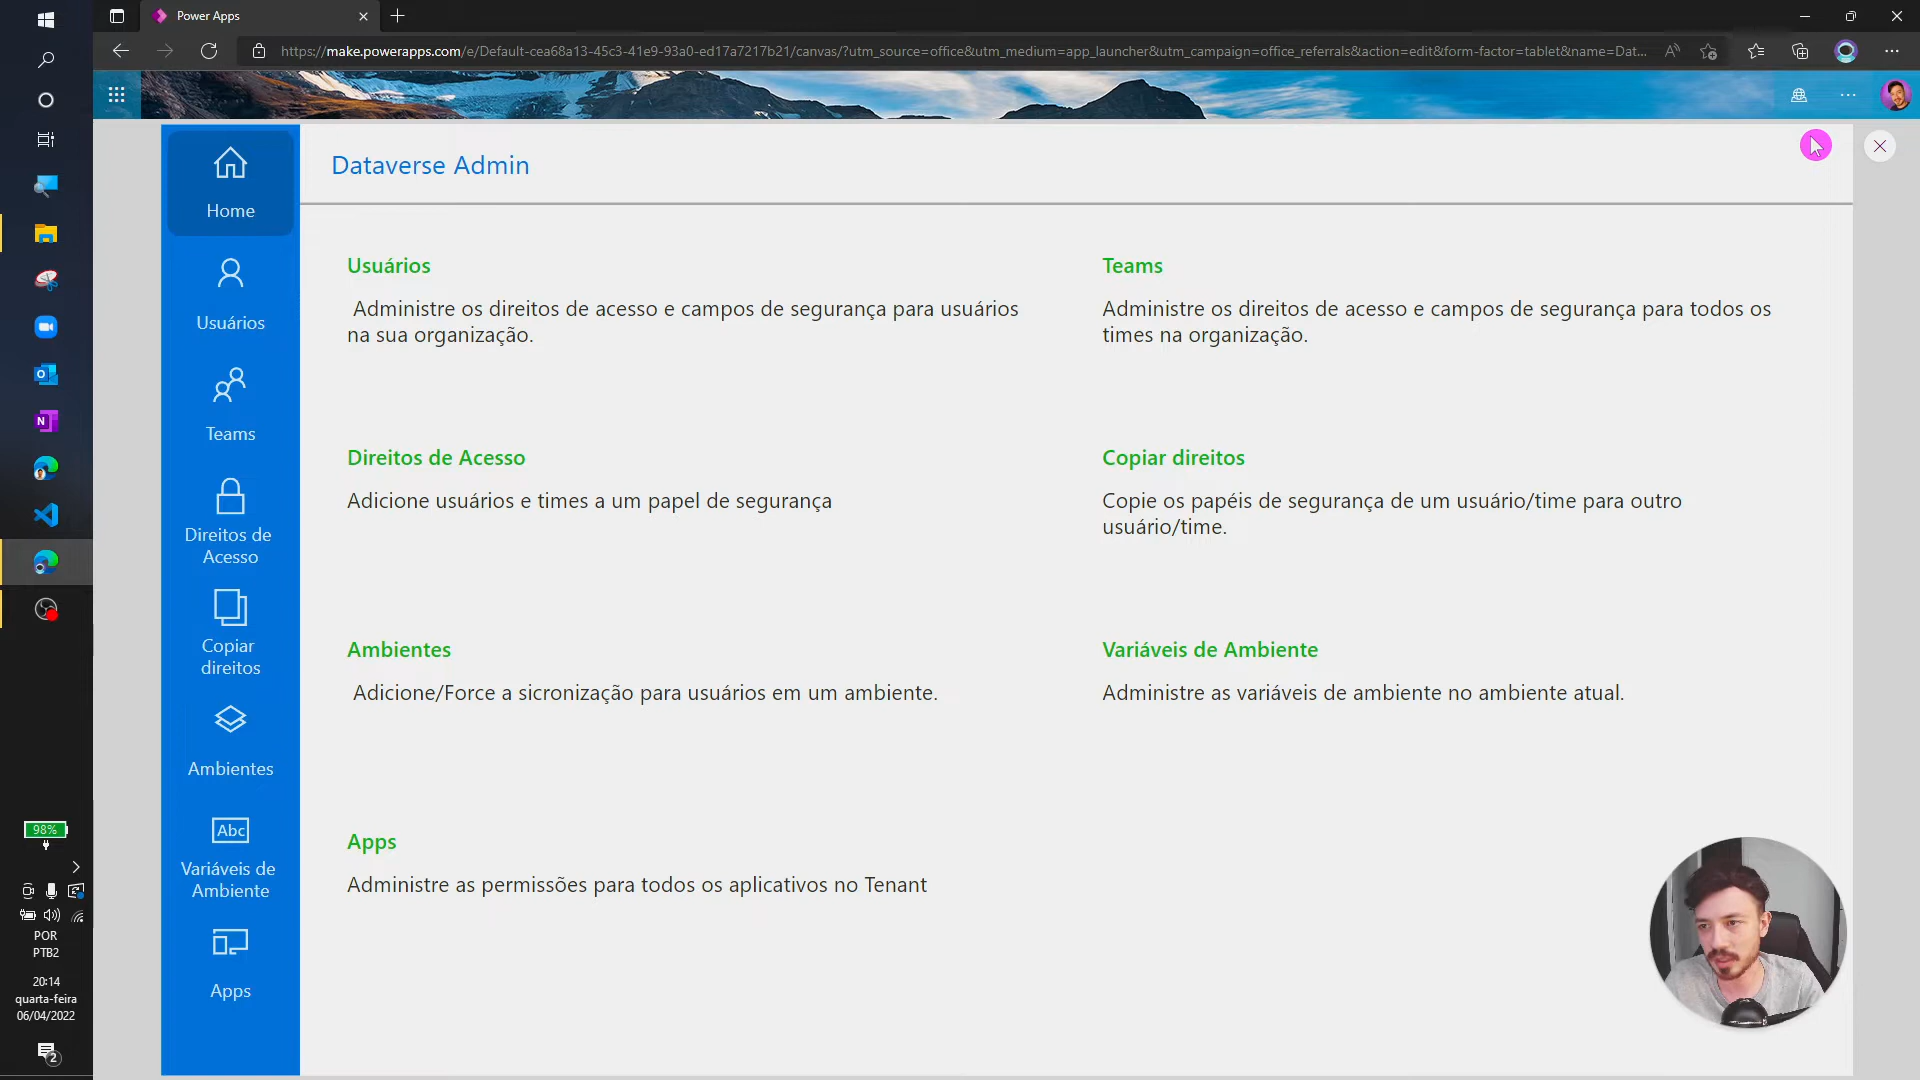 Power Apps
https://make.powerapps.com/e/Default-cea68a13-45c3-41e9-93a0-ed17a7217b21/canvas/?utm_source=office&utm_medium=app_launcher&utm_campaign=office_referrals&action=edit&form-factor=tablet&name=Dat...
Home
Usuários
Teams
Direitos de
Acesso
Copiar
direitos
Ambientes
Abc
Variáveis de
Ambiente
Apps
Dataverse Admin
Usuários
Administre os direitos de acesso e campos de segurança para usuários
na sua organização.
Teams
Administre os direitos de acesso e campos de segurança para todos os
times na organização.
Direitos de Acesso
Adicione usuários e times a um papel de segurança
Copiar direitos
Copie os papéis de segurança de um usuário/time para outro
usuário/time.
Ambientes
Adicione/Force a sicronização para usuários em um ambiente.
Variáveis de Ambiente
Administre as variáveis de ambiente no ambiente atual.
Apps
Administre as permissões para todos os aplicativos no Tenant
98%
POR
PTB2
20:14
quarta-feira
06/04/2022
2